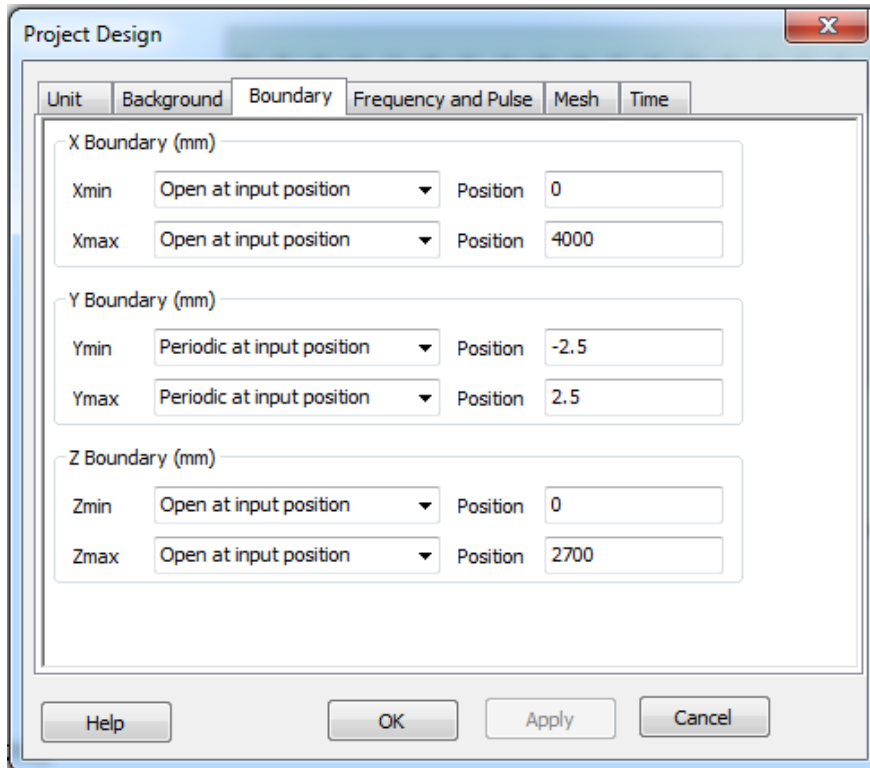 Project Design
Unit Background Boundary Frequency and Pulse Mesh Time
X Boundary (mm)
Xmin Open at input position Position 0
Xmax Open at input position Position 4000
Y Boundary (mm)
Ymin Periodic at input position Position -2.5
Ymax Periodic at input position Position 2.5
Z Boundary (mm)
Zmin Open at input position Position 0
Zmax Open at input position Position 2700
Help OK Apply Cancel